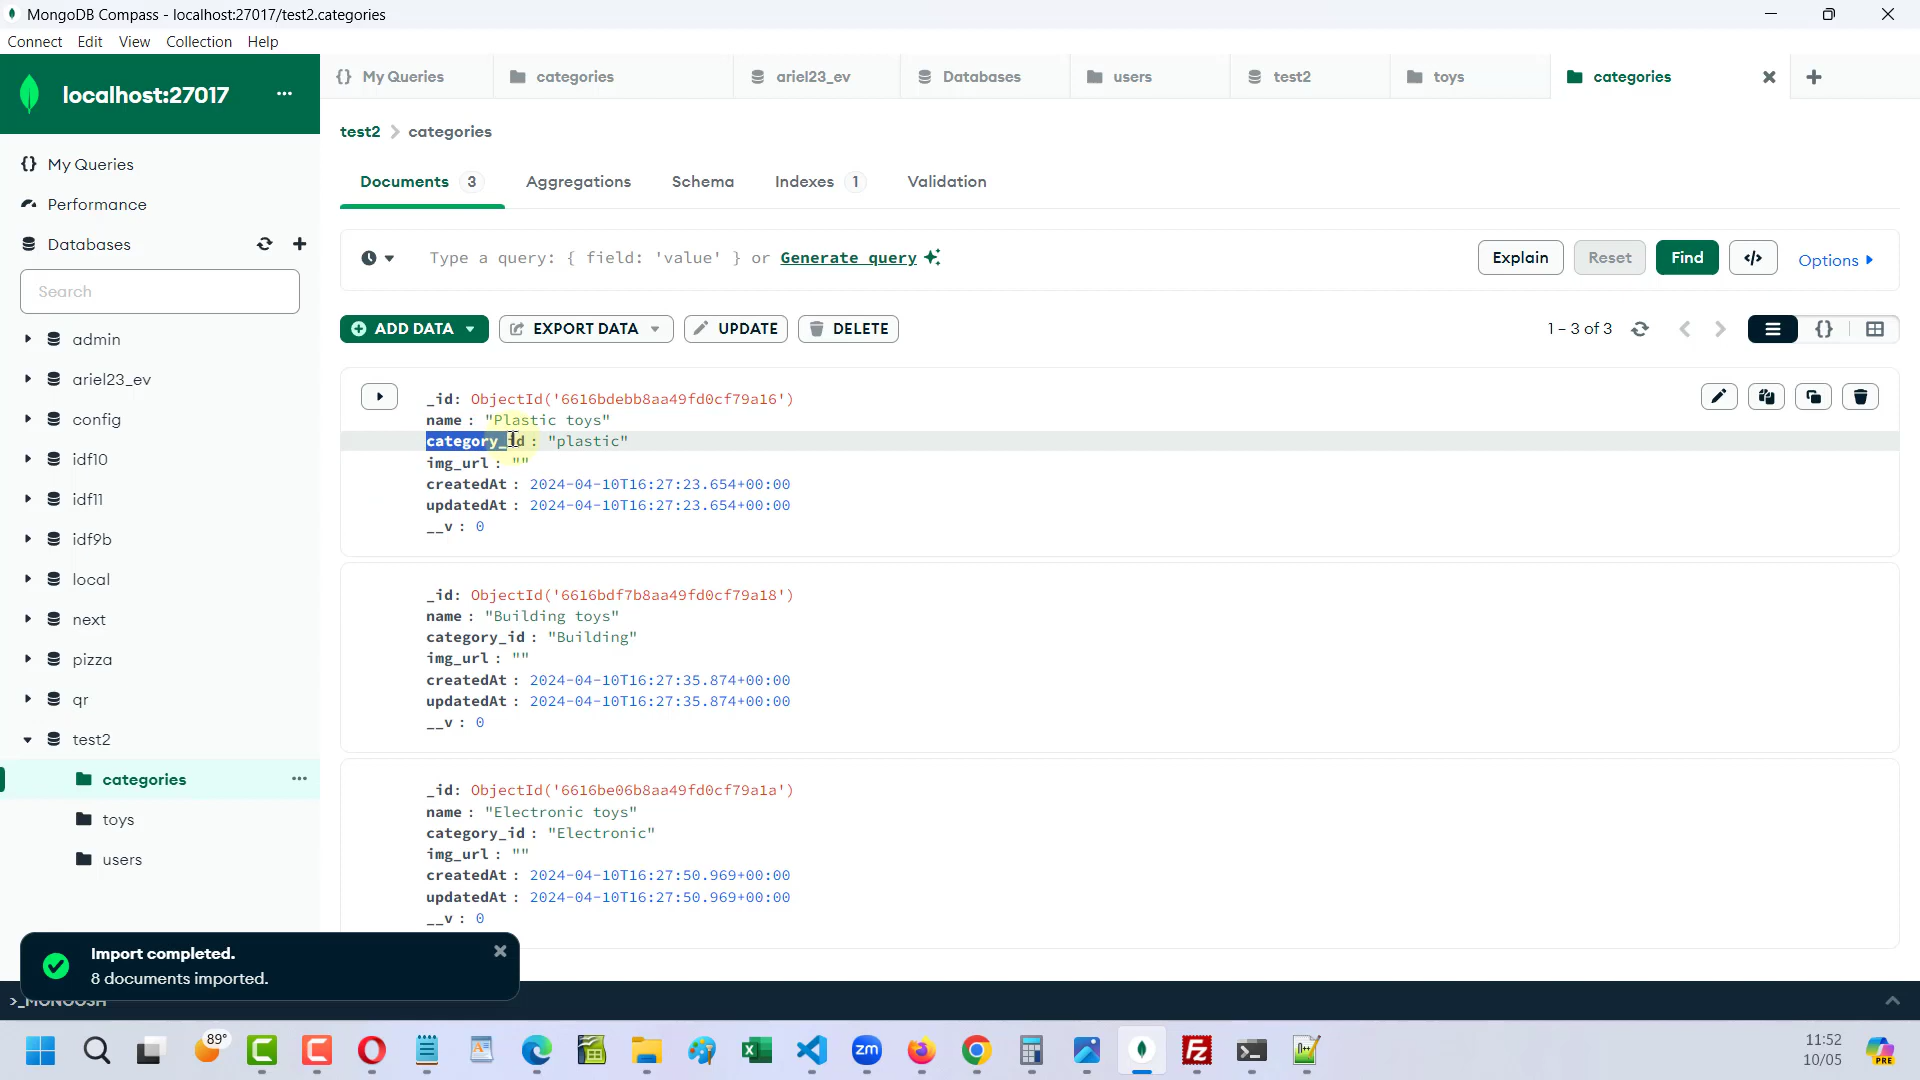 MongoDB Compass - localhost:27017/test2.categories
Connect Edit View Collection Help
localhost:27017
My Queries
categories
ariel23_ev
Databases
users
test2
toys
categories
test2 > categories
My Queries
Performance
Databases
Search
admin
ariel23_ev
config
idf10
idf11
idf9b
local
next
pizza
qr
test2
categories
toys
users
Documents 3 Aggregations Schema Indexes 1 Validation
Type a query: { field: 'value' } or Generate query
Explain Reset Find </> Options
ADD DATA EXPORT DATA UPDATE DELETE
1 – 3 of 3 {}
_id: ObjectId('6616bdebb8aa49fd0cf79a16')
name : "Plastic toys"
category_id : "plastic"
img_url : ""
createdAt : 2024-04-10T16:27:23.654+00:00
updatedAt : 2024-04-10T16:27:23.654+00:00
__v : 0
_id: ObjectId('6616bdf7b8aa49fd0cf79a18')
name : "Building toys"
category_id : "Building"
img_url : ""
createdAt : 2024-04-10T16:27:35.874+00:00
updatedAt : 2024-04-10T16:27:35.874+00:00
__v : 0
_id: ObjectId('6616be06b8aa49fd0cf79a1a')
name : "Electronic toys"
category_id : "Electronic"
img_url : ""
createdAt : 2024-04-10T16:27:50.969+00:00
updatedAt : 2024-04-10T16:27:50.969+00:00
__v : 0
Import completed.
8 documents imported.
>_MONGOSH
89°
zm
Fz
PRE
11:52
10/05